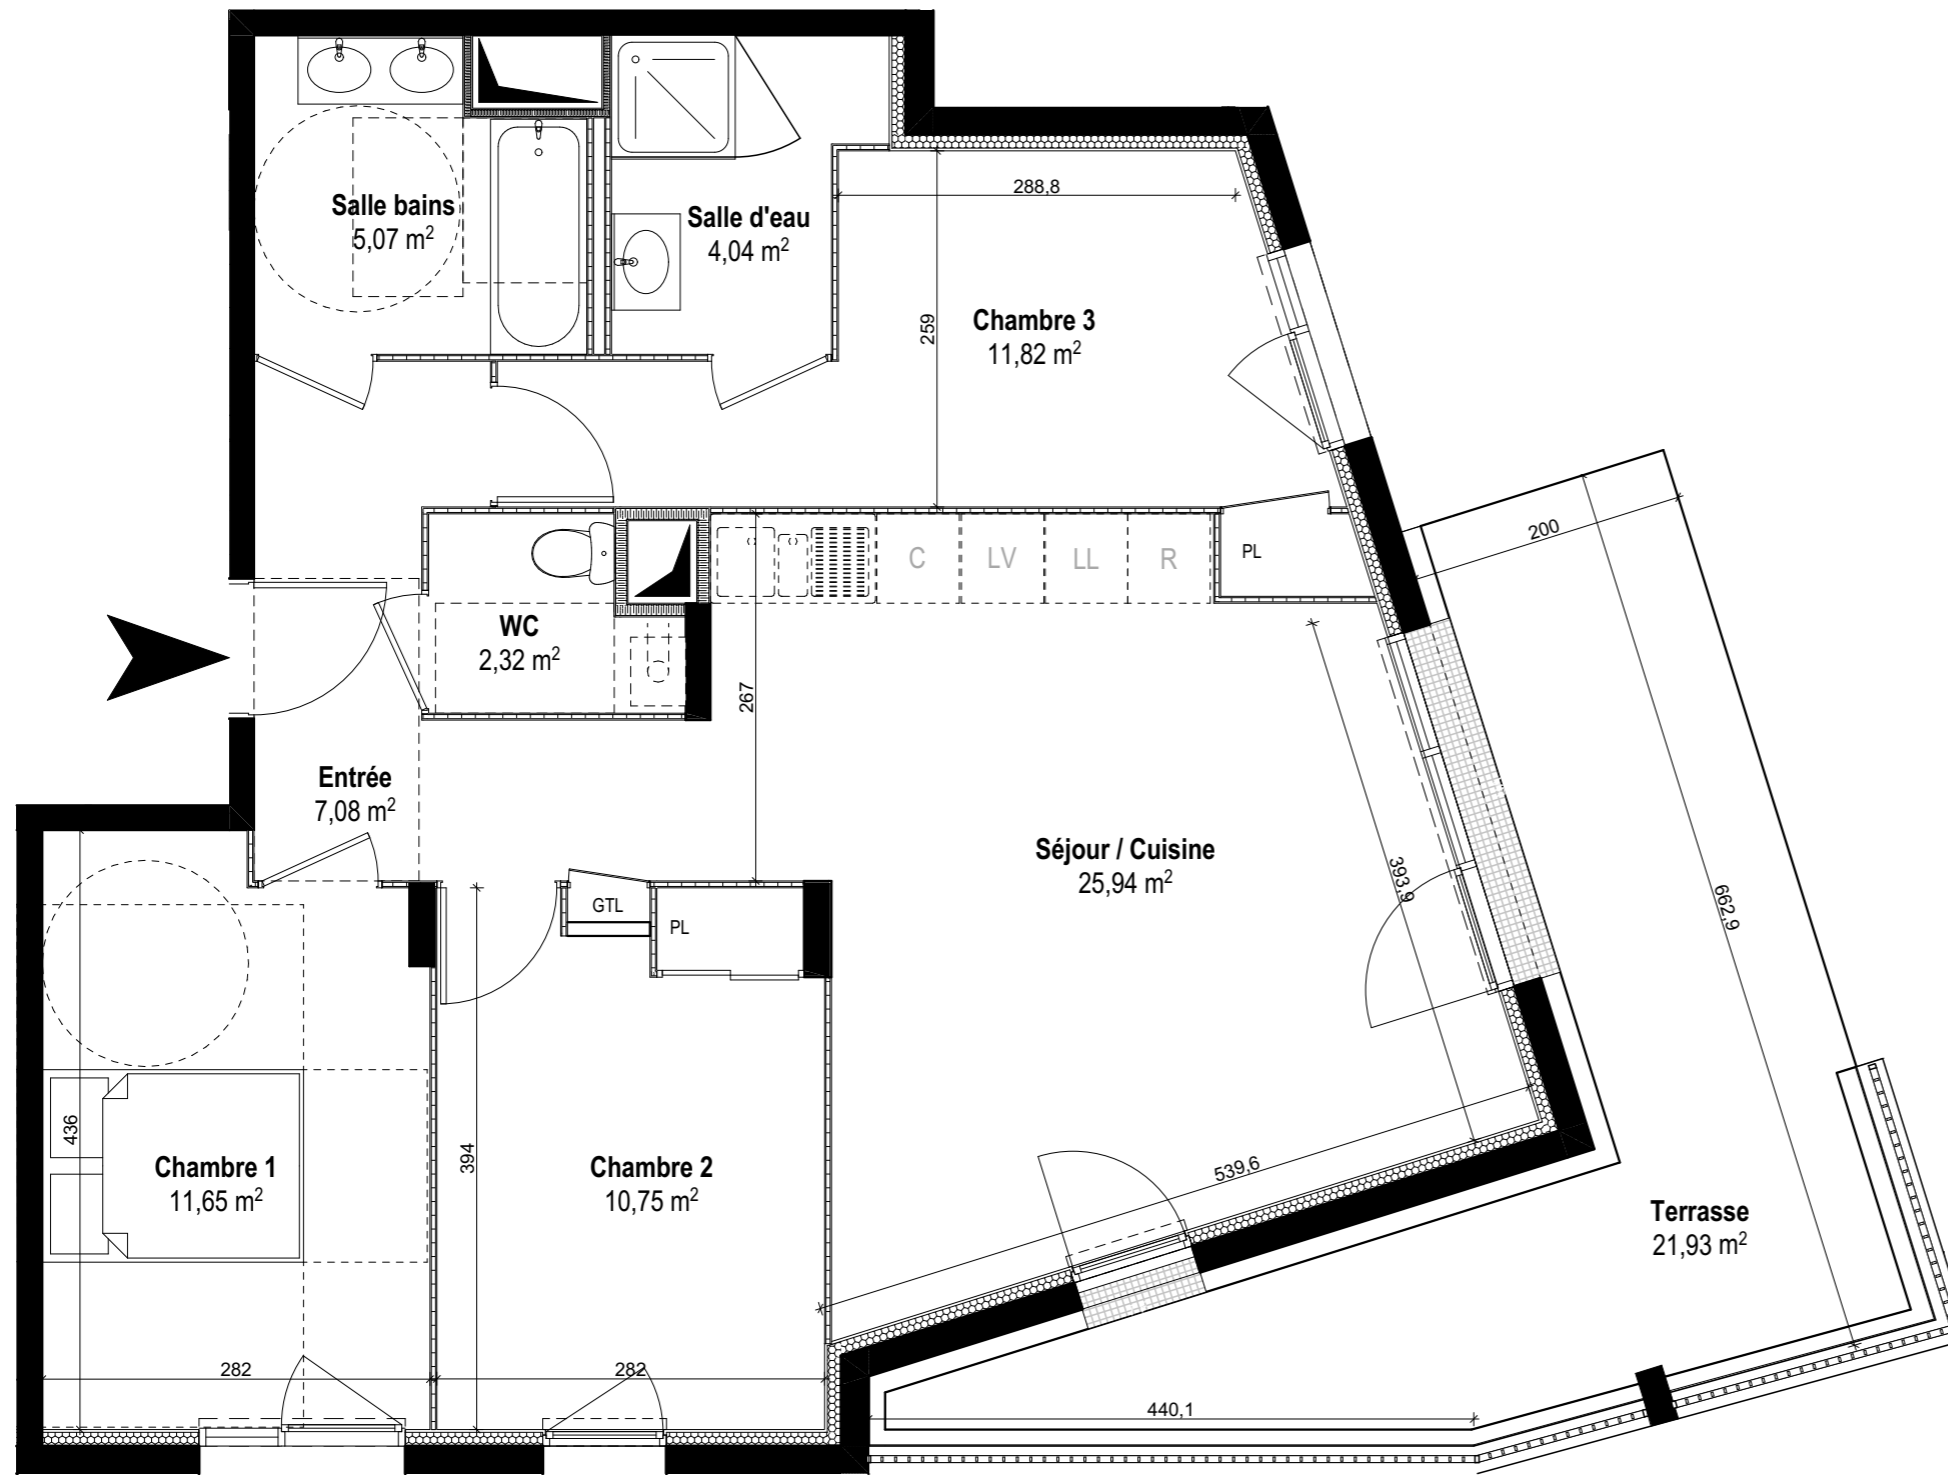 Salle bains
5,07 m²
Salle d'eau
4,04 m²
288,8
259
Chambre 3
11,82 m²
C
LV
LL
R
PL
200
WC
2,32 m²
267
Entrée
7,08 m²
Séjour / Cuisine
25,94 m²
393,9
662,9
GTL
PL
436
394
Chambre 1
11,65 m²
Chambre 2
10,75 m²
539,6
Terrasse
21,93 m²
282
282
440,1